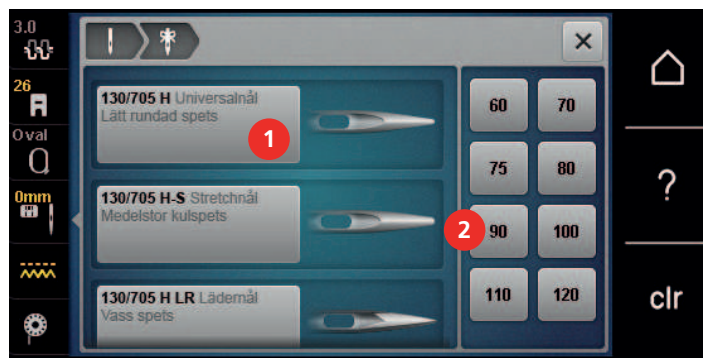 3.0
26
Oval
0mm
130/705 H Universalnål
Lätt rundad spets
1
130/705 H-S Stretchnål
Medelstor kulspets
2
130/705 H LR Lädernål
Vass spets
60 70
75 80
90 100
110 120
?
clr